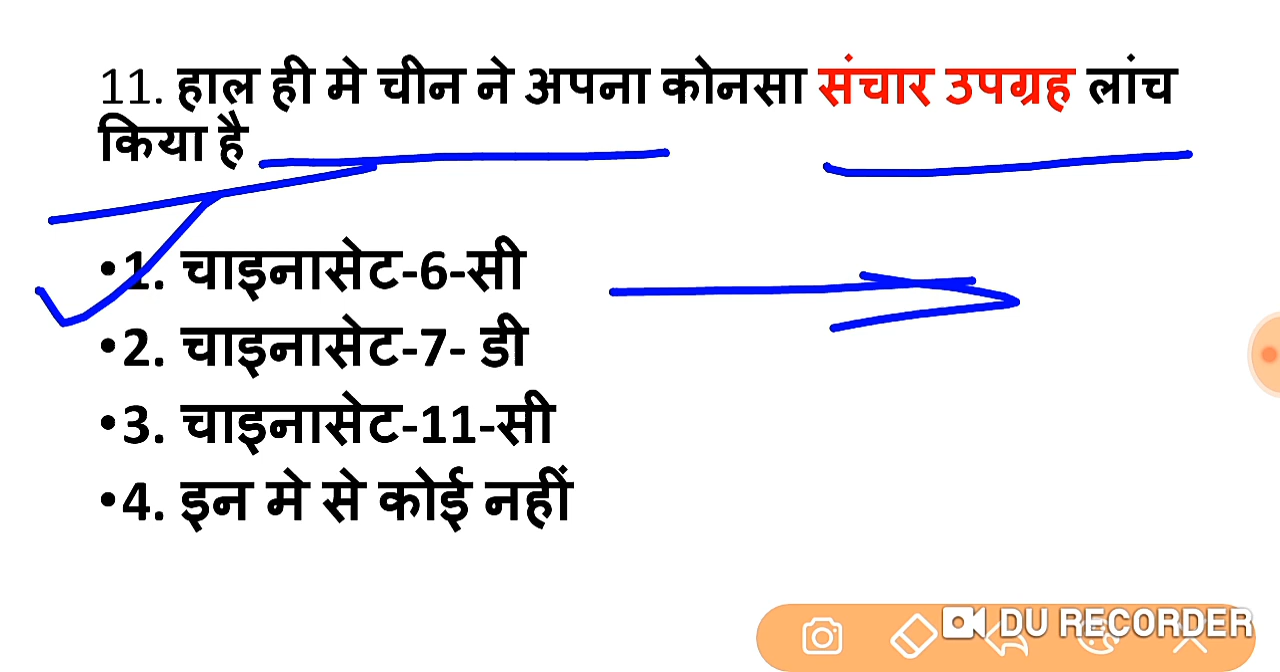 11. हाल ही मे चीन ने अपना कोनसा संचार उपग्रह लांच
किया है
•1. चाइनासेट-6-सी
•2. चाइनासेट-7- डी
•3. चाइनासेट-11-सी
•4. इन मे से कोई नहीं
DU RECORDER